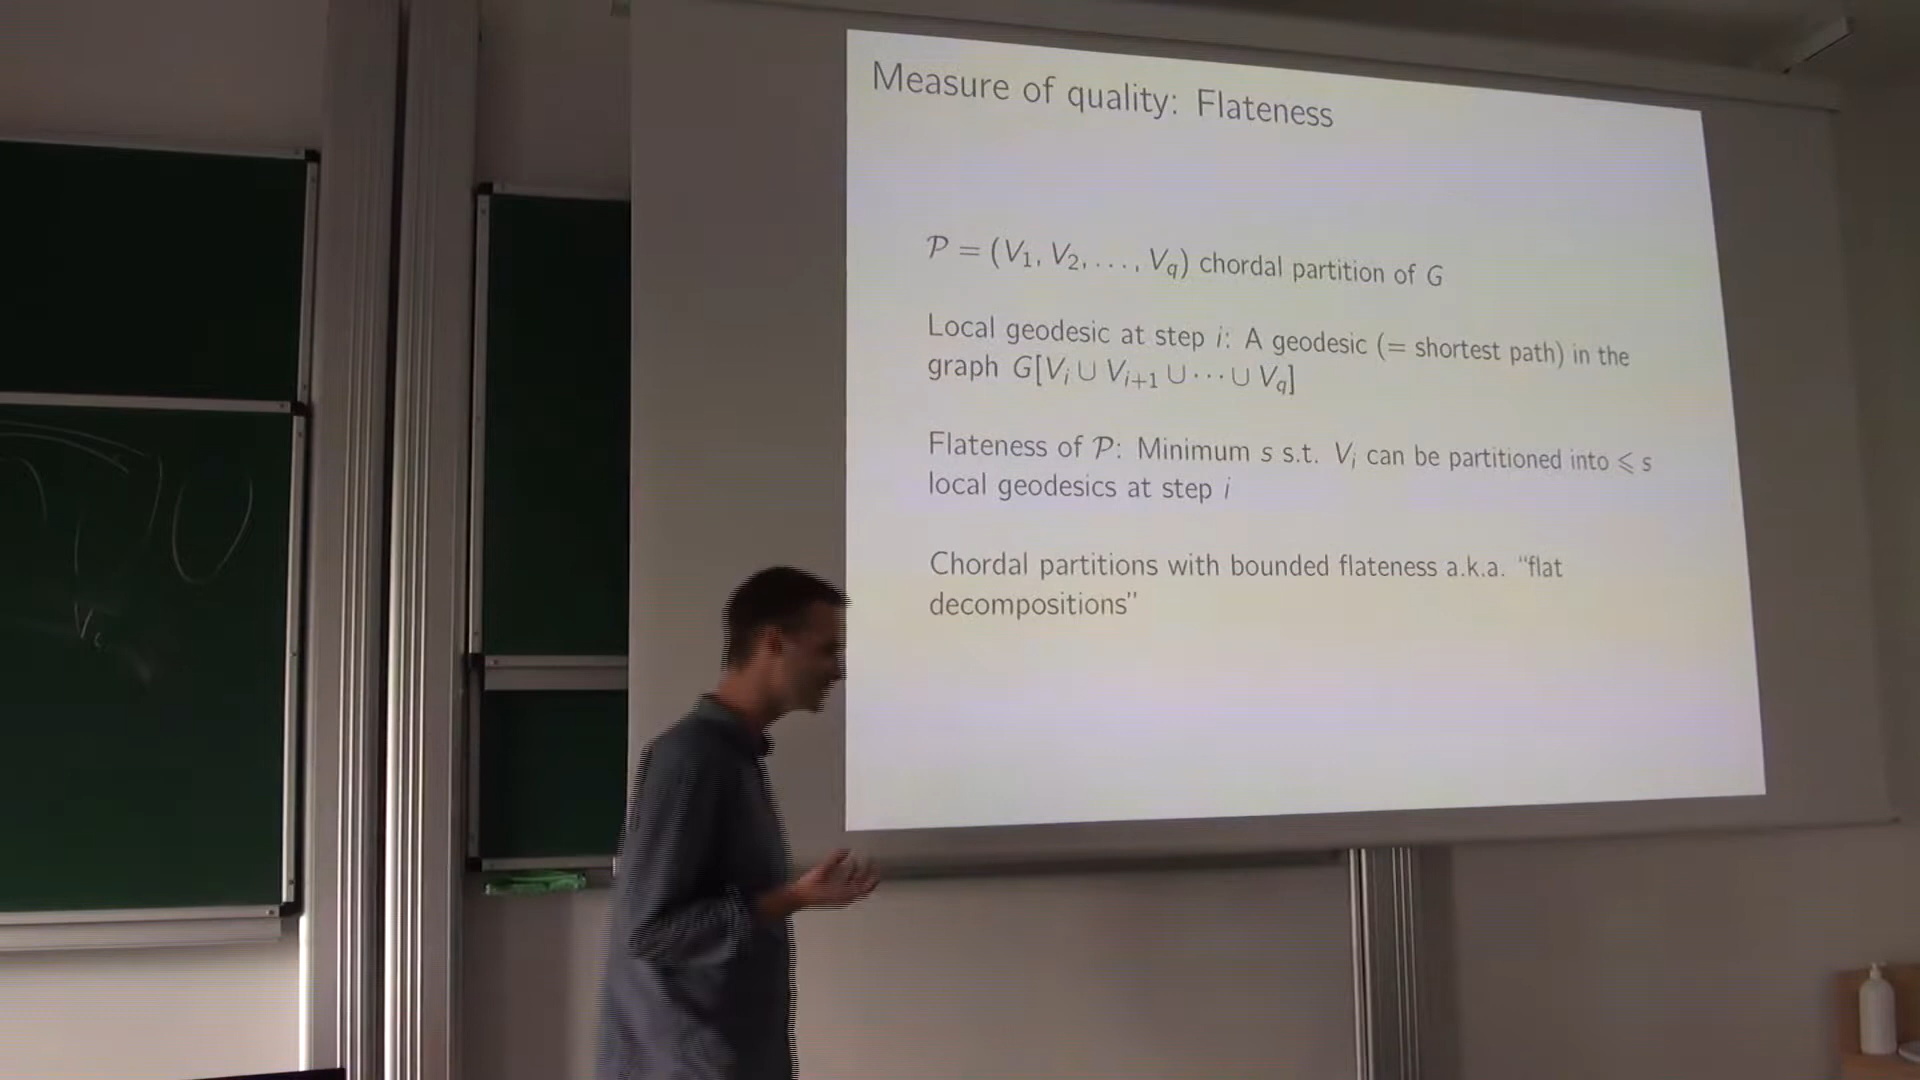 Measure of quality: Flateness
𝒫 = (V₁, V₂, . . . , V_q) chordal partition of G
Local geodesic at step i: A geodesic (= shortest path) in the
graph G[V_i ∪ V_{i+1} ∪ · · · ∪ V_q]
Flateness of 𝒫: Minimum s s.t. V_i can be partitioned into ⩽ s
local geodesics at step i
Chordal partitions with bounded flateness a.k.a. "flat
decompositions"